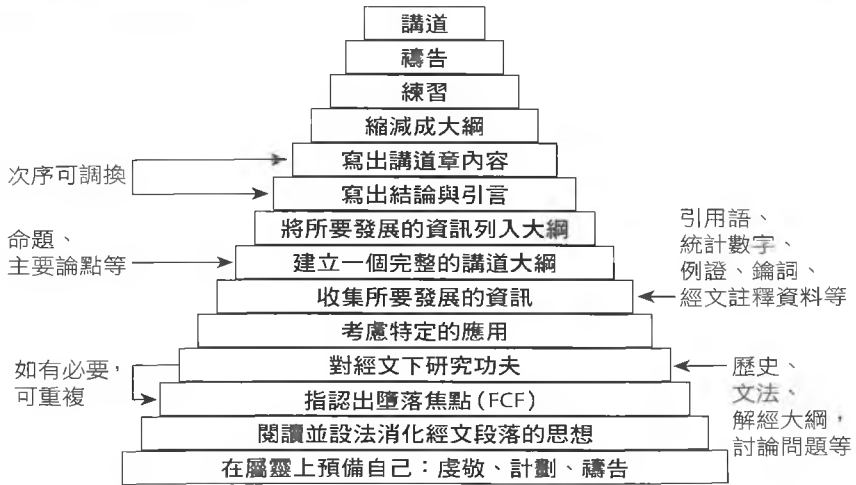 講道
禱告
練習
縮減成大綱
寫出講道章內容
次序可調換
寫出結論與引言
將所要發展的資訊列入大綱
命題、
主要論點等
建立一個完整的講道大綱
引用語、
統計數字、
例證、鑰詞、
經文註釋資料等
收集所要發展的資訊
考慮特定的應用
對經文下研究功夫
如有必要，
可重複
指認出墮落焦點(FCF)
歷史、
文法、
解經大綱，
討論問題等
閱讀並設法消化經文段落的思想
在屬靈上預備自己：虔敬、計劃、禱告